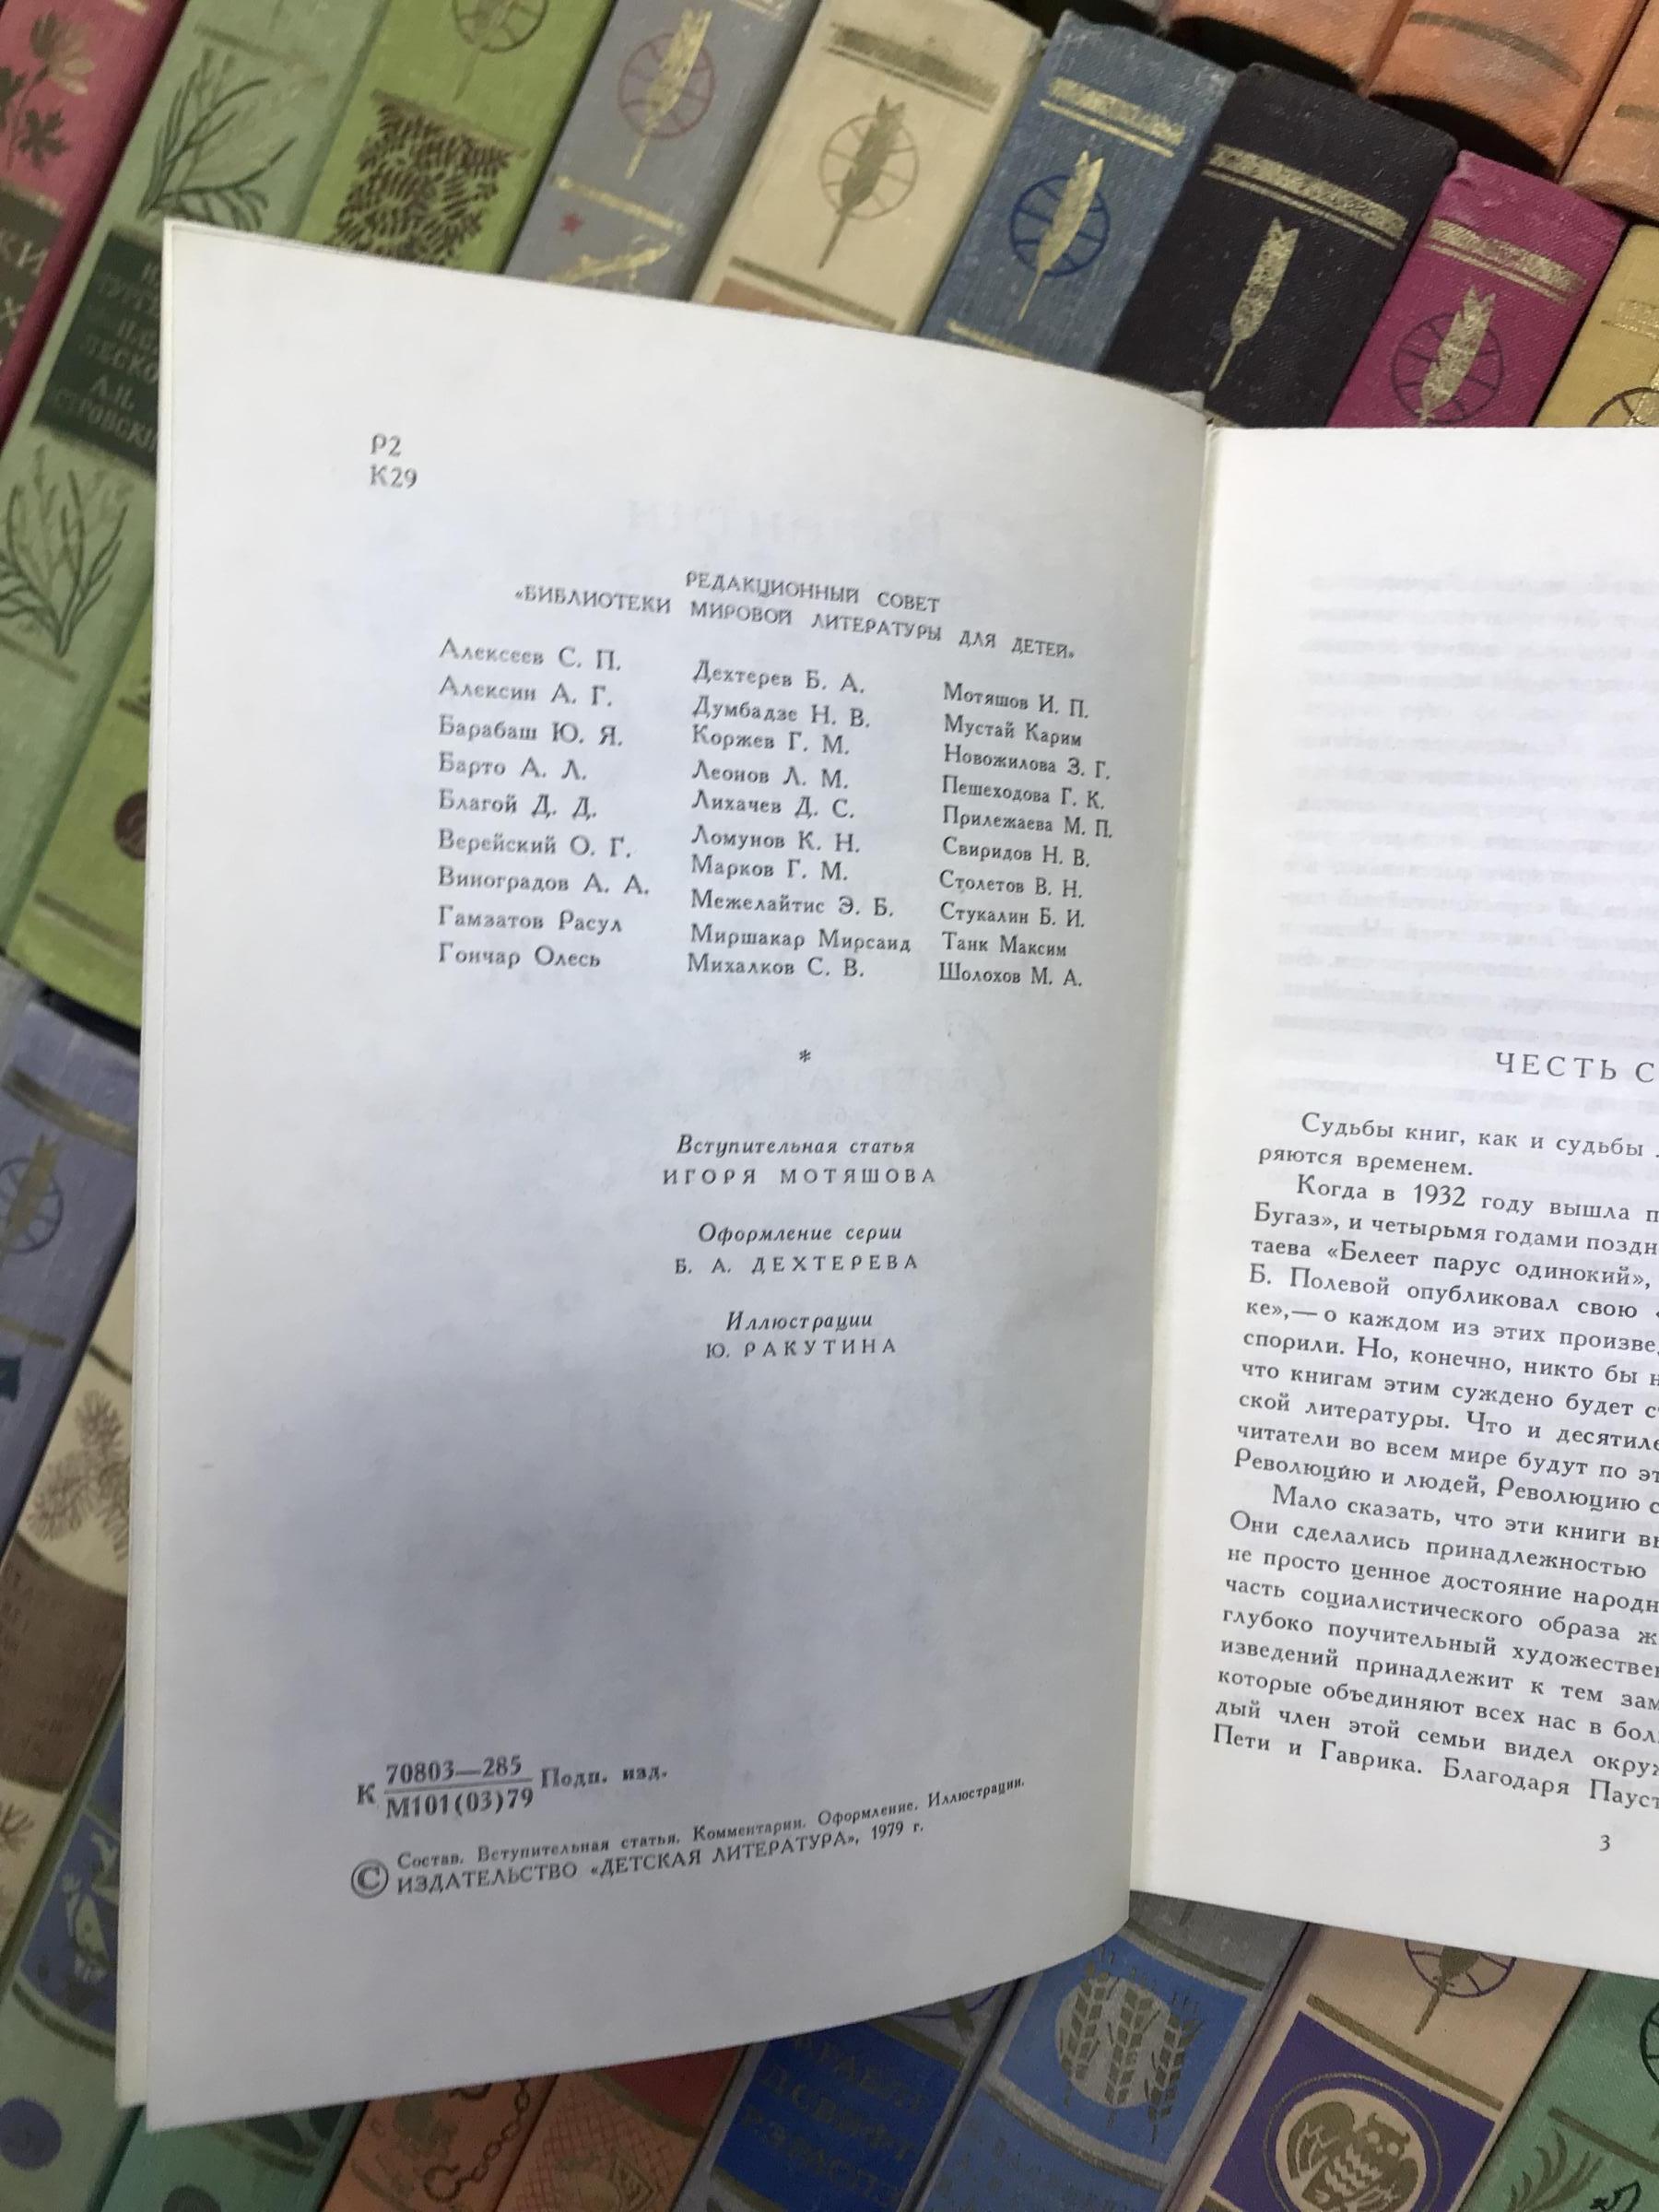 Р2
К29
РЕДАКЦИОННЫЙ СОВЕТ
«БИБЛИОТЕКИ МИРОВОЙ ЛИТЕРАТУРЫ ДЛЯ ДЕТЕЙ»
Алексеев С. П.
Алексин А. Г.
Барабаш Ю. Я.
Барто А. Л.
Благой Д. Д.
Верейский О. Г.
Виноградов А. А.
Гамзатов Расул
Гончар Олесь
Дехтерев Б. А.
Думбадзе Н. В.
Коржев Г. М.
Леонов Л. М.
Лихачев Д. С.
Ломунов К. Н.
Марков Г. М.
Межелайтис Э. Б.
Миршакар Мирсаид
Михалков С. В.
Мотяшов И. П.
Мустай Карим
Новожилова З. Г.
Пешеходова Г. К.
Прилежаева М. П.
Свиридов Н. В.
Столетов В. Н.
Стукалин Б. И.
Танк Максим
Шолохов М. А.
*
Вступительная статья
ИГОРЯ МОТЯШОВА
Оформление серии
Б. А. ДЕХТЕРЕВА
Иллюстрации
Ю. РАКУТИНА
К 70803—285 Подп. изд.
М101(03)79
© Состав. Вступительная статья. Комментарии. Оформление. Иллюстрации.
ИЗДАТЕЛЬСТВО «ДЕТСКАЯ ЛИТЕРАТУРА», 1979 г.
ЧЕСТЬ С
Судьбы книг, как и судьбы
ряются временем.
Когда в 1932 году вышла п
Бугаз», и четырьмя годами поздн
таева «Белеет парус одинокий»,
Б. Полевой опубликовал свою «
ке»,— о каждом из этих произве
спорили. Но, конечно, никто бы н
что книгам этим суждено будет с
ской литературы. Что и десятиле
читатели во всем мире будут по эт
Революцию и людей, Революцию с
Мало сказать, что эти книги в
Они сделались принадлежностью
не просто ценное достояние народн
часть социалистического образа ж
глубоко поучительный художестве
изведений принадлежит к тем зам
которые объединяют всех нас в бол
дый член этой семьи видел окру
Пети и Гаврика. Благодаря Пауст
3